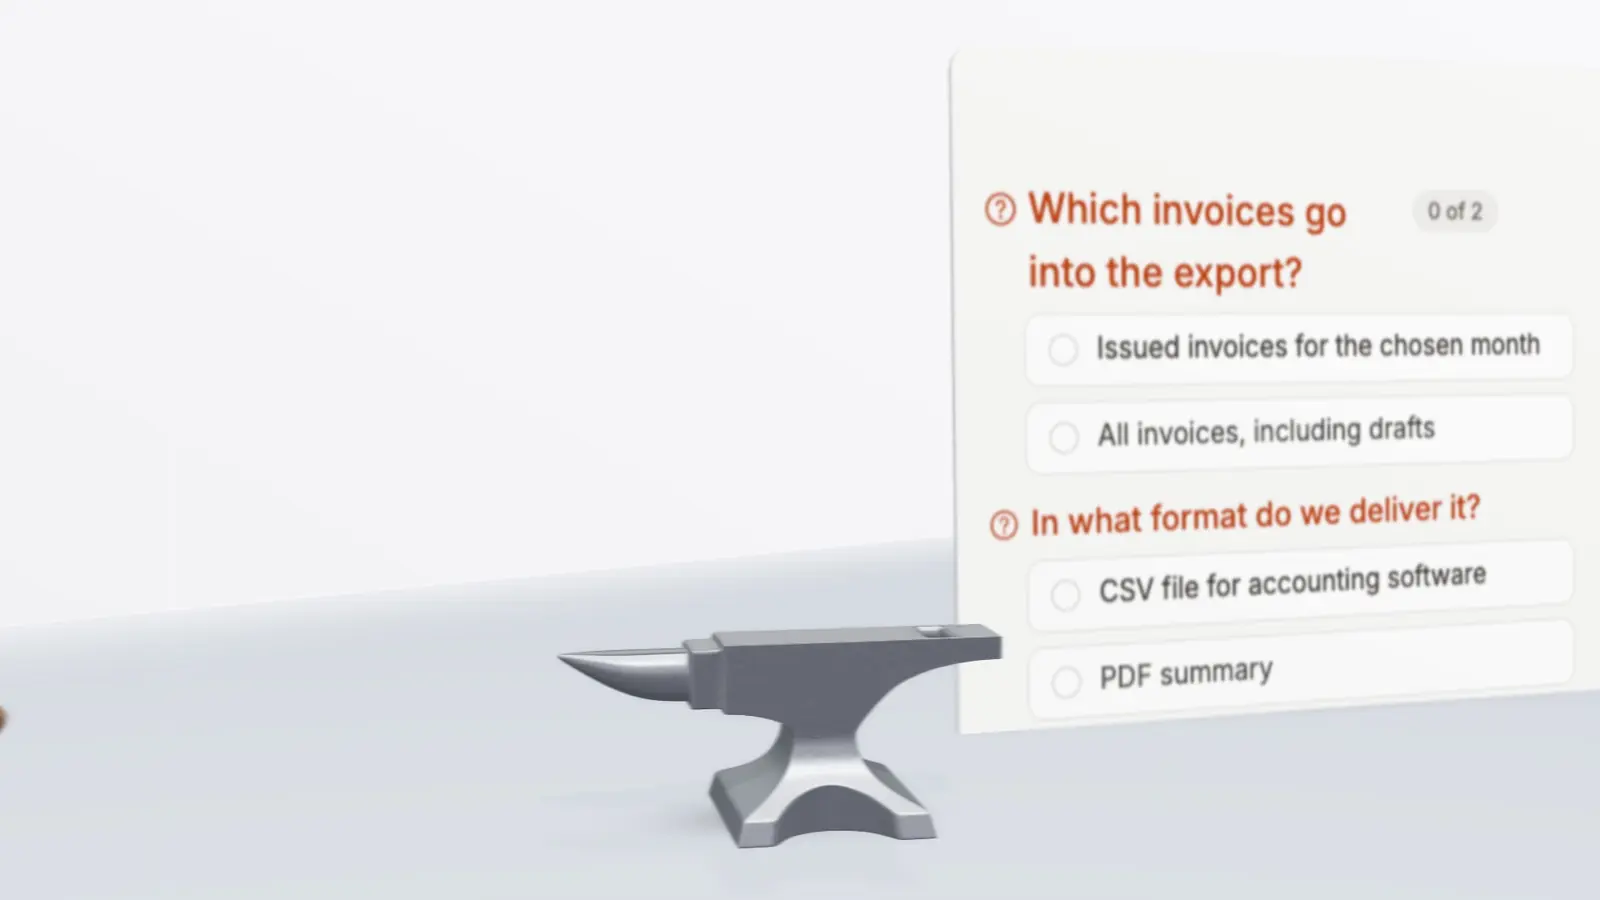 Which invoices go
0 of 2
into the export?
Issued invoices for the chosen month
All invoices, including drafts
In what format do we deliver it?
CSV file for accounting software
PDF summary